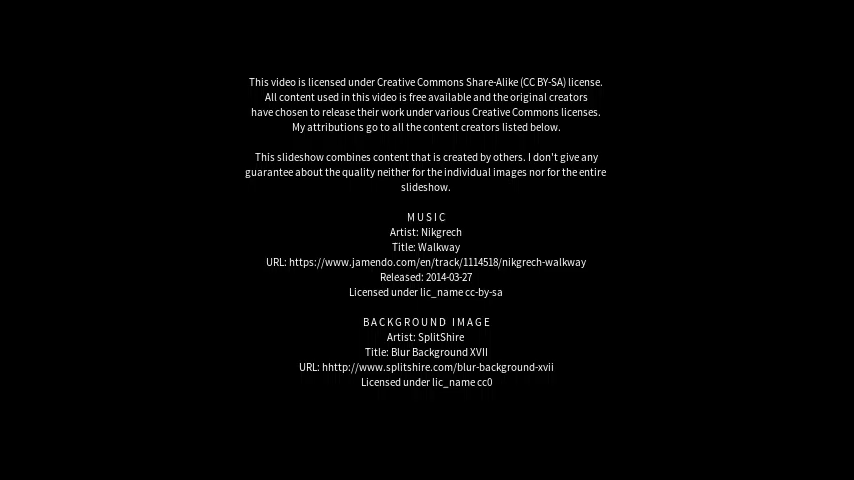 This video is licensed under Creative Commons Share-Alike (CC BY-SA) license.
All content used in this video is free available and the original creators
have chosen to release their work under various Creative Commons licenses.
My attributions go to all the content creators listed below.
This slideshow combines content that is created by others. I don't give any
guarantee about the quality neither for the individual images nor for the entire
slideshow.
MUSIC
Artist: Nikgrech
Title: Walkway
URL: https://www.jamendo.com/en/track/1114518/nikgrech-walkway
Released: 2014-03-27
Licensed under lic_name cc-by-sa
BACKGROUND IMAGE
Artist: SplitShire
Title: Blur Background XVII
URL: hhttp://www.splitshire.com/blur-background-xvii
Licensed under lic_name cc0